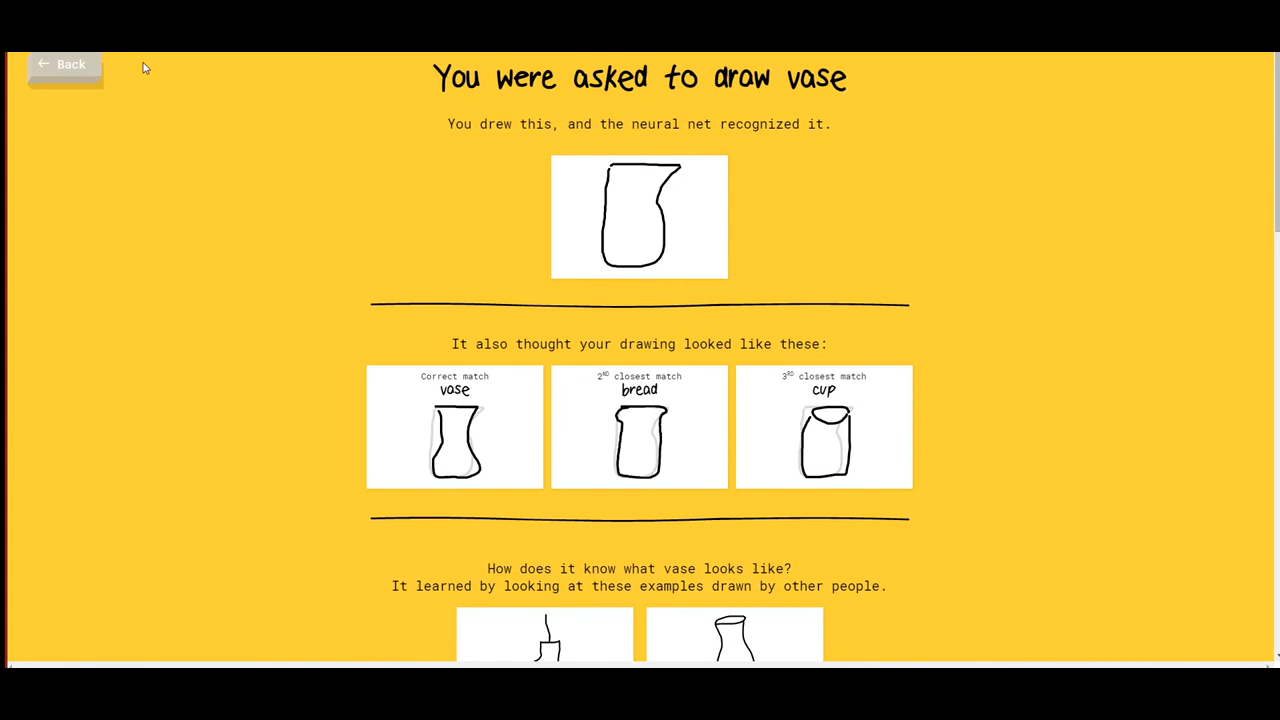 ← Back
You were asked to draw vase
You drew this, and the neural net recognized it.
It also thought your drawing looked like these:
Correct match
vase
2ND closest match
bread
3RD closest match
cup
How does it know what vase looks like?
It learned by looking at these examples drawn by other people.